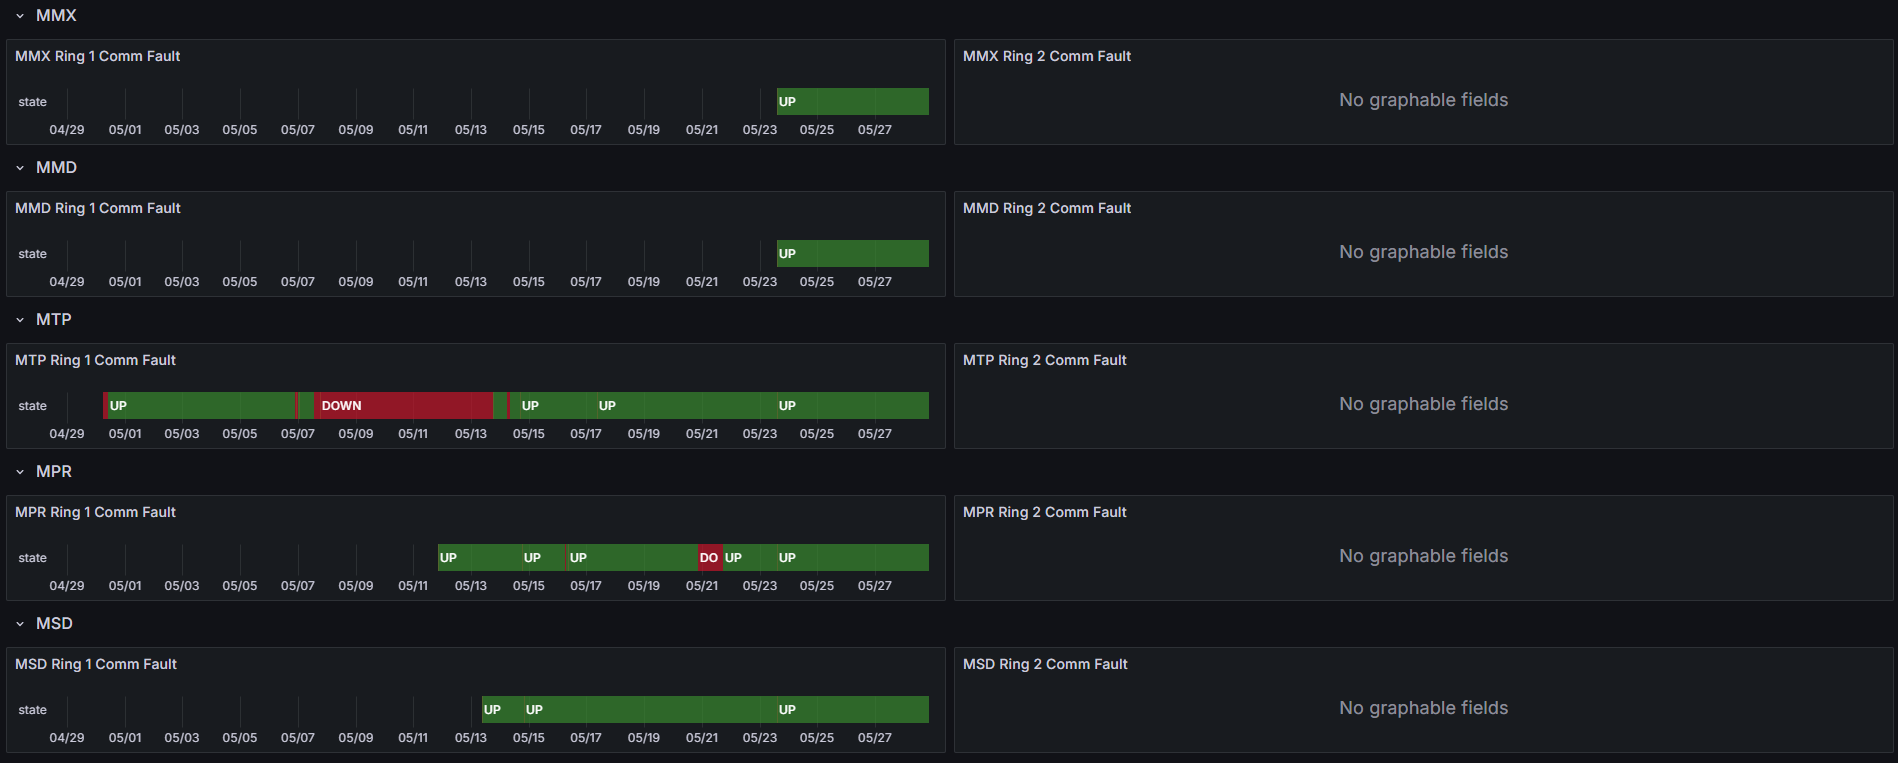 MMX
MMX Ring 1 Comm Fault
state
UP
04/29 05/01 05/03 05/05 05/07 05/09 05/11 05/13 05/15 05/17 05/19 05/21 05/23 05/25 05/27
MMX Ring 2 Comm Fault
No graphable fields
MMD
MMD Ring 1 Comm Fault
state
UP
04/29 05/01 05/03 05/05 05/07 05/09 05/11 05/13 05/15 05/17 05/19 05/21 05/23 05/25 05/27
MMD Ring 2 Comm Fault
No graphable fields
MTP
MTP Ring 1 Comm Fault
state
UP DOWN UP UP UP
04/29 05/01 05/03 05/05 05/07 05/09 05/11 05/13 05/15 05/17 05/19 05/21 05/23 05/25 05/27
MTP Ring 2 Comm Fault
No graphable fields
MPR
MPR Ring 1 Comm Fault
state
UP UP UP DO UP UP
04/29 05/01 05/03 05/05 05/07 05/09 05/11 05/13 05/15 05/17 05/19 05/21 05/23 05/25 05/27
MPR Ring 2 Comm Fault
No graphable fields
MSD
MSD Ring 1 Comm Fault
state
UP UP UP
04/29 05/01 05/03 05/05 05/07 05/09 05/11 05/13 05/15 05/17 05/19 05/21 05/23 05/25 05/27
MSD Ring 2 Comm Fault
No graphable fields